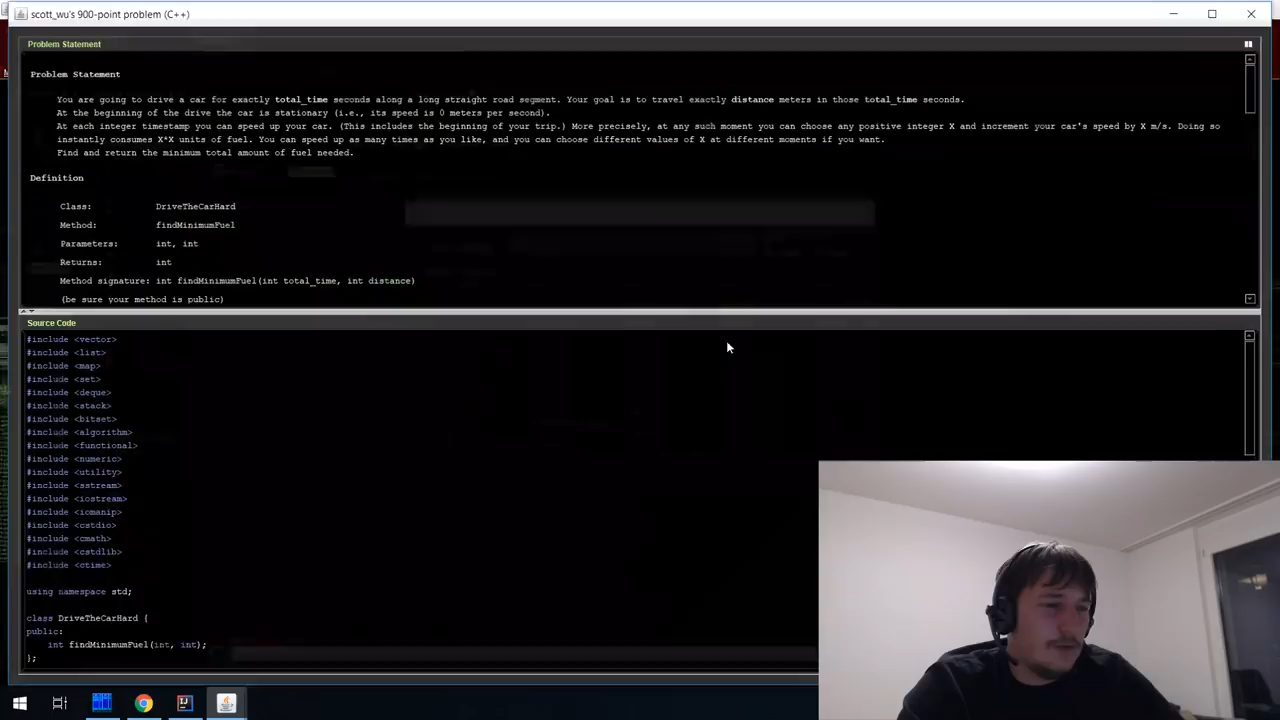 scott_wu's 900-point problem (C++)
Problem Statement
Problem Statement
You are going to drive a car for exactly total_time seconds along a long straight road segment. Your goal is to travel exactly distance meters in those total_time seconds.
At the beginning of the drive the car is stationary (i.e., its speed is 0 meters per second).
At each integer timestamp you can speed up your car. (This includes the beginning of your trip.) More precisely, at any such moment you can choose any positive integer X and increment your car's speed by X m/s. Doing so
instantly consumes X*X units of fuel. You can speed up as many times as you like, and you can choose different values of X at different moments if you want.
Find and return the minimum total amount of fuel needed.
Definition
Class: DriveTheCarHard
Method: findMinimumFuel
Parameters: int, int
Returns: int
Method signature: int findMinimumFuel(int total_time, int distance)
(be sure your method is public)
Source Code
#include <vector>
#include <list>
#include <map>
#include <set>
#include <deque>
#include <stack>
#include <bitset>
#include <algorithm>
#include <functional>
#include <numeric>
#include <utility>
#include <sstream>
#include <iostream>
#include <iomanip>
#include <cstdio>
#include <cmath>
#include <cstdlib>
#include <ctime>
using namespace std;
class DriveTheCarHard {
public:
int findMinimumFuel(int, int);
};